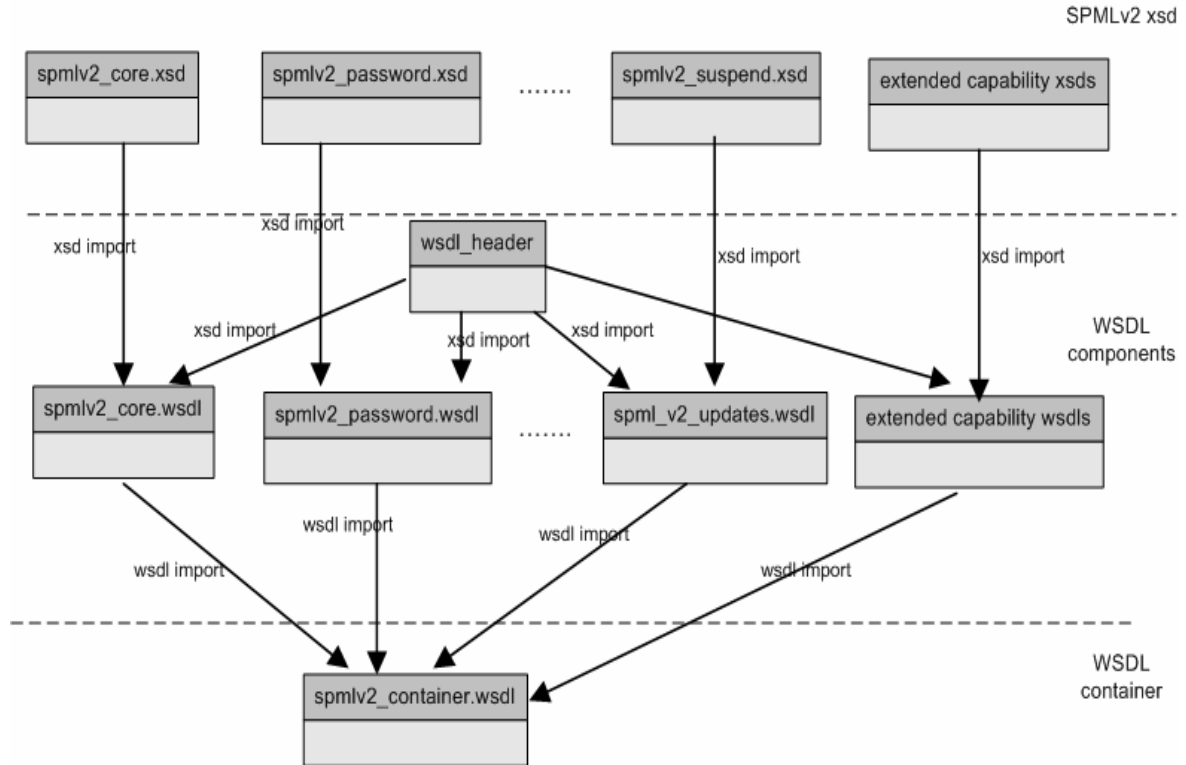 SPMLv2 xsd
spmlv2_core.xsd
spmlv2_password.xsd
.......
spmlv2_suspend.xsd
extended capability xsds
xsd import
xsd import
wsdl_header
xsd import
xsd import
xsd import
xsd import
xsd import
WSDL
components
spmlv2_core.wsdl
spmlv2_password.wsdl
.......
spml_v2_updates.wsdl
extended capability wsdls
wsdl import
wsdl import
wsdl import
wsdl import
WSDL
container
spmlv2_container.wsdl